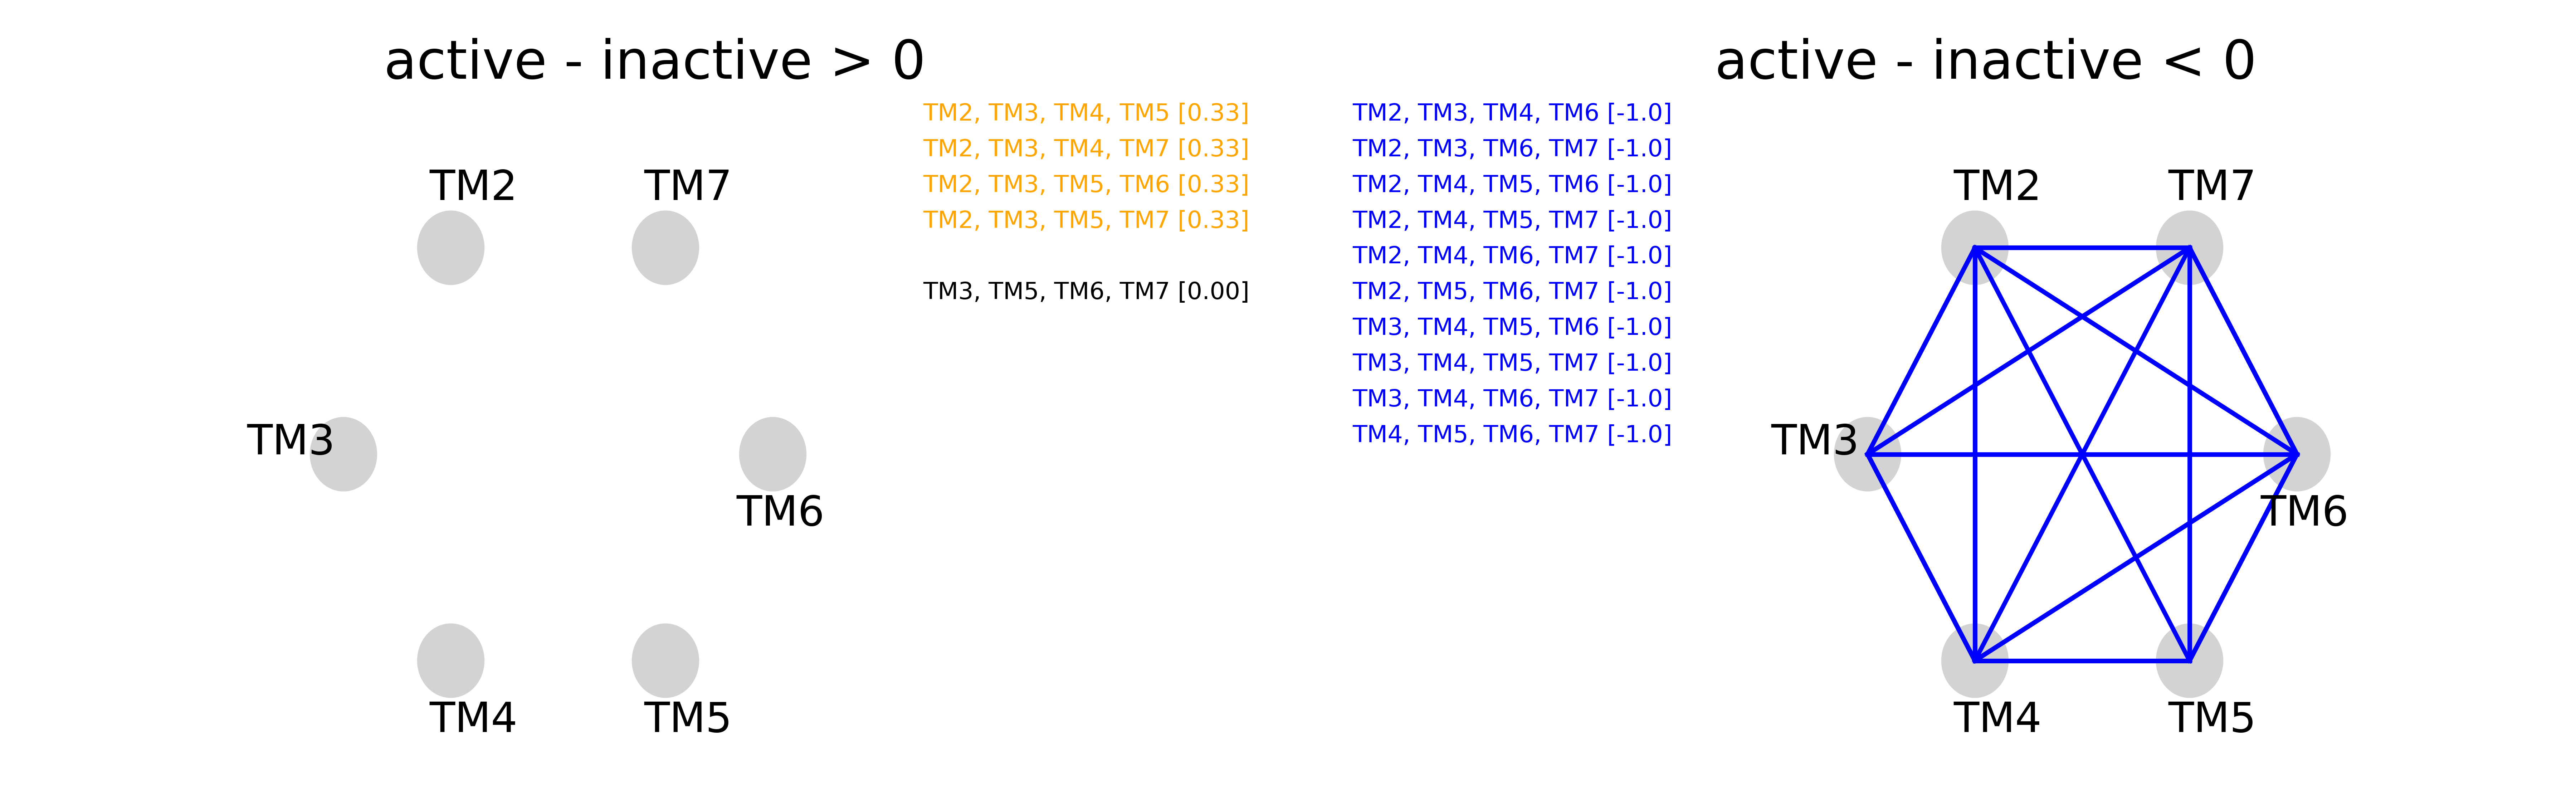 active - inactive > 0
TM2, TM3, TM4, TM5 [0.33]
TM2, TM3, TM4, TM7 [0.33]
TM2, TM3, TM5, TM6 [0.33]
TM2, TM3, TM5, TM7 [0.33]
TM3, TM5, TM6, TM7 [0.00]
TM2
TM7
TM3
TM6
TM4
TM5
active - inactive < 0
TM2, TM3, TM4, TM6 [-1.0]
TM2, TM3, TM6, TM7 [-1.0]
TM2, TM4, TM5, TM6 [-1.0]
TM2, TM4, TM5, TM7 [-1.0]
TM2, TM4, TM6, TM7 [-1.0]
TM2, TM5, TM6, TM7 [-1.0]
TM3, TM4, TM5, TM6 [-1.0]
TM3, TM4, TM5, TM7 [-1.0]
TM3, TM4, TM6, TM7 [-1.0]
TM4, TM5, TM6, TM7 [-1.0]
TM2
TM7
TM3
TM6
TM4
TM5